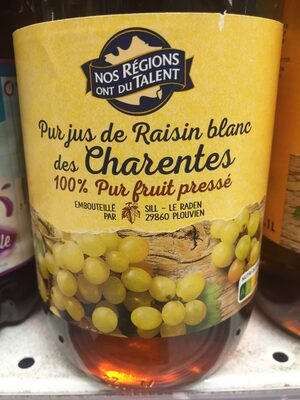 NOS RÉGIONS
ONT DU TALENT
Pur jus de Raisin blanc
des Charentes
100% Pur fruit pressé
EMBOUTEILLÉ PAR
SILL - LE RADEN
29860 PLOUVIEN